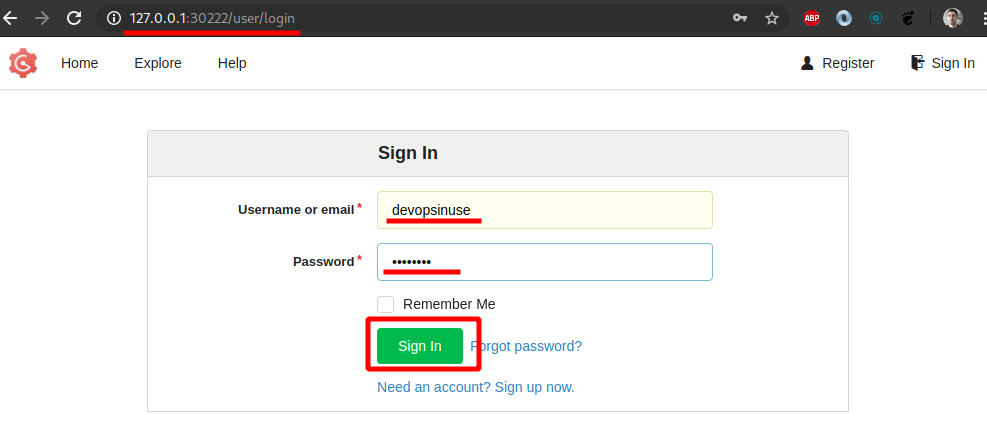 127.0.0.1:30222/user/login
ABP
Home Explore Help Register Sign In
Sign In
Username or email * devopsinuse
Password * ••••••••
Remember Me
Sign In Forgot password?
Need an account? Sign up now.